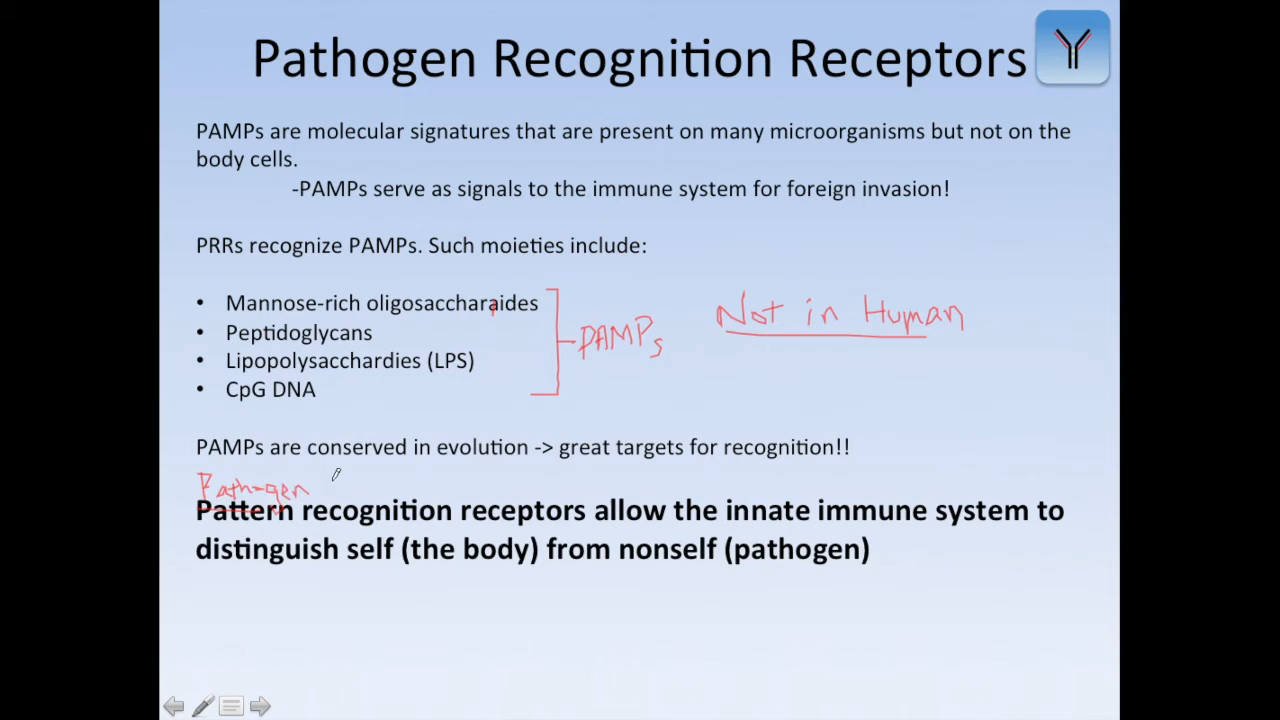 Pathogen Recognition Receptors
PAMPs are molecular signatures that are present on many microorganisms but not on the
body cells.
-PAMPs serve as signals to the immune system for foreign invasion!
PRRs recognize PAMPs. Such moieties include:
• Mannose-rich oligosaccharaides
• Peptidoglycans
• Lipopolysacchardies (LPS)
• CpG DNA
PAMPs
Not in Human
PAMPs are conserved in evolution -> great targets for recognition!!
Pathogen
Pattern recognition receptors allow the innate immune system to
distinguish self (the body) from nonself (pathogen)